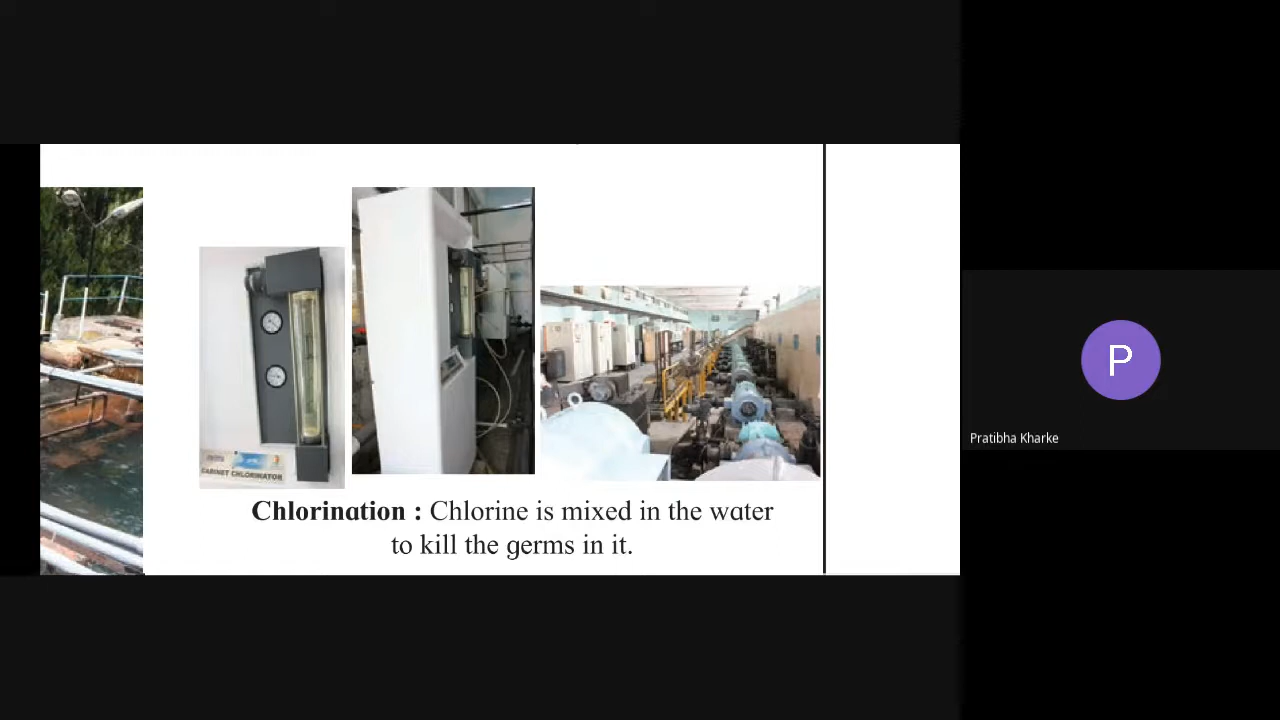 CABINET CHLORINATOR
Chlorination : Chlorine is mixed in the water
to kill the germs in it.
P
Pratibha Kharke